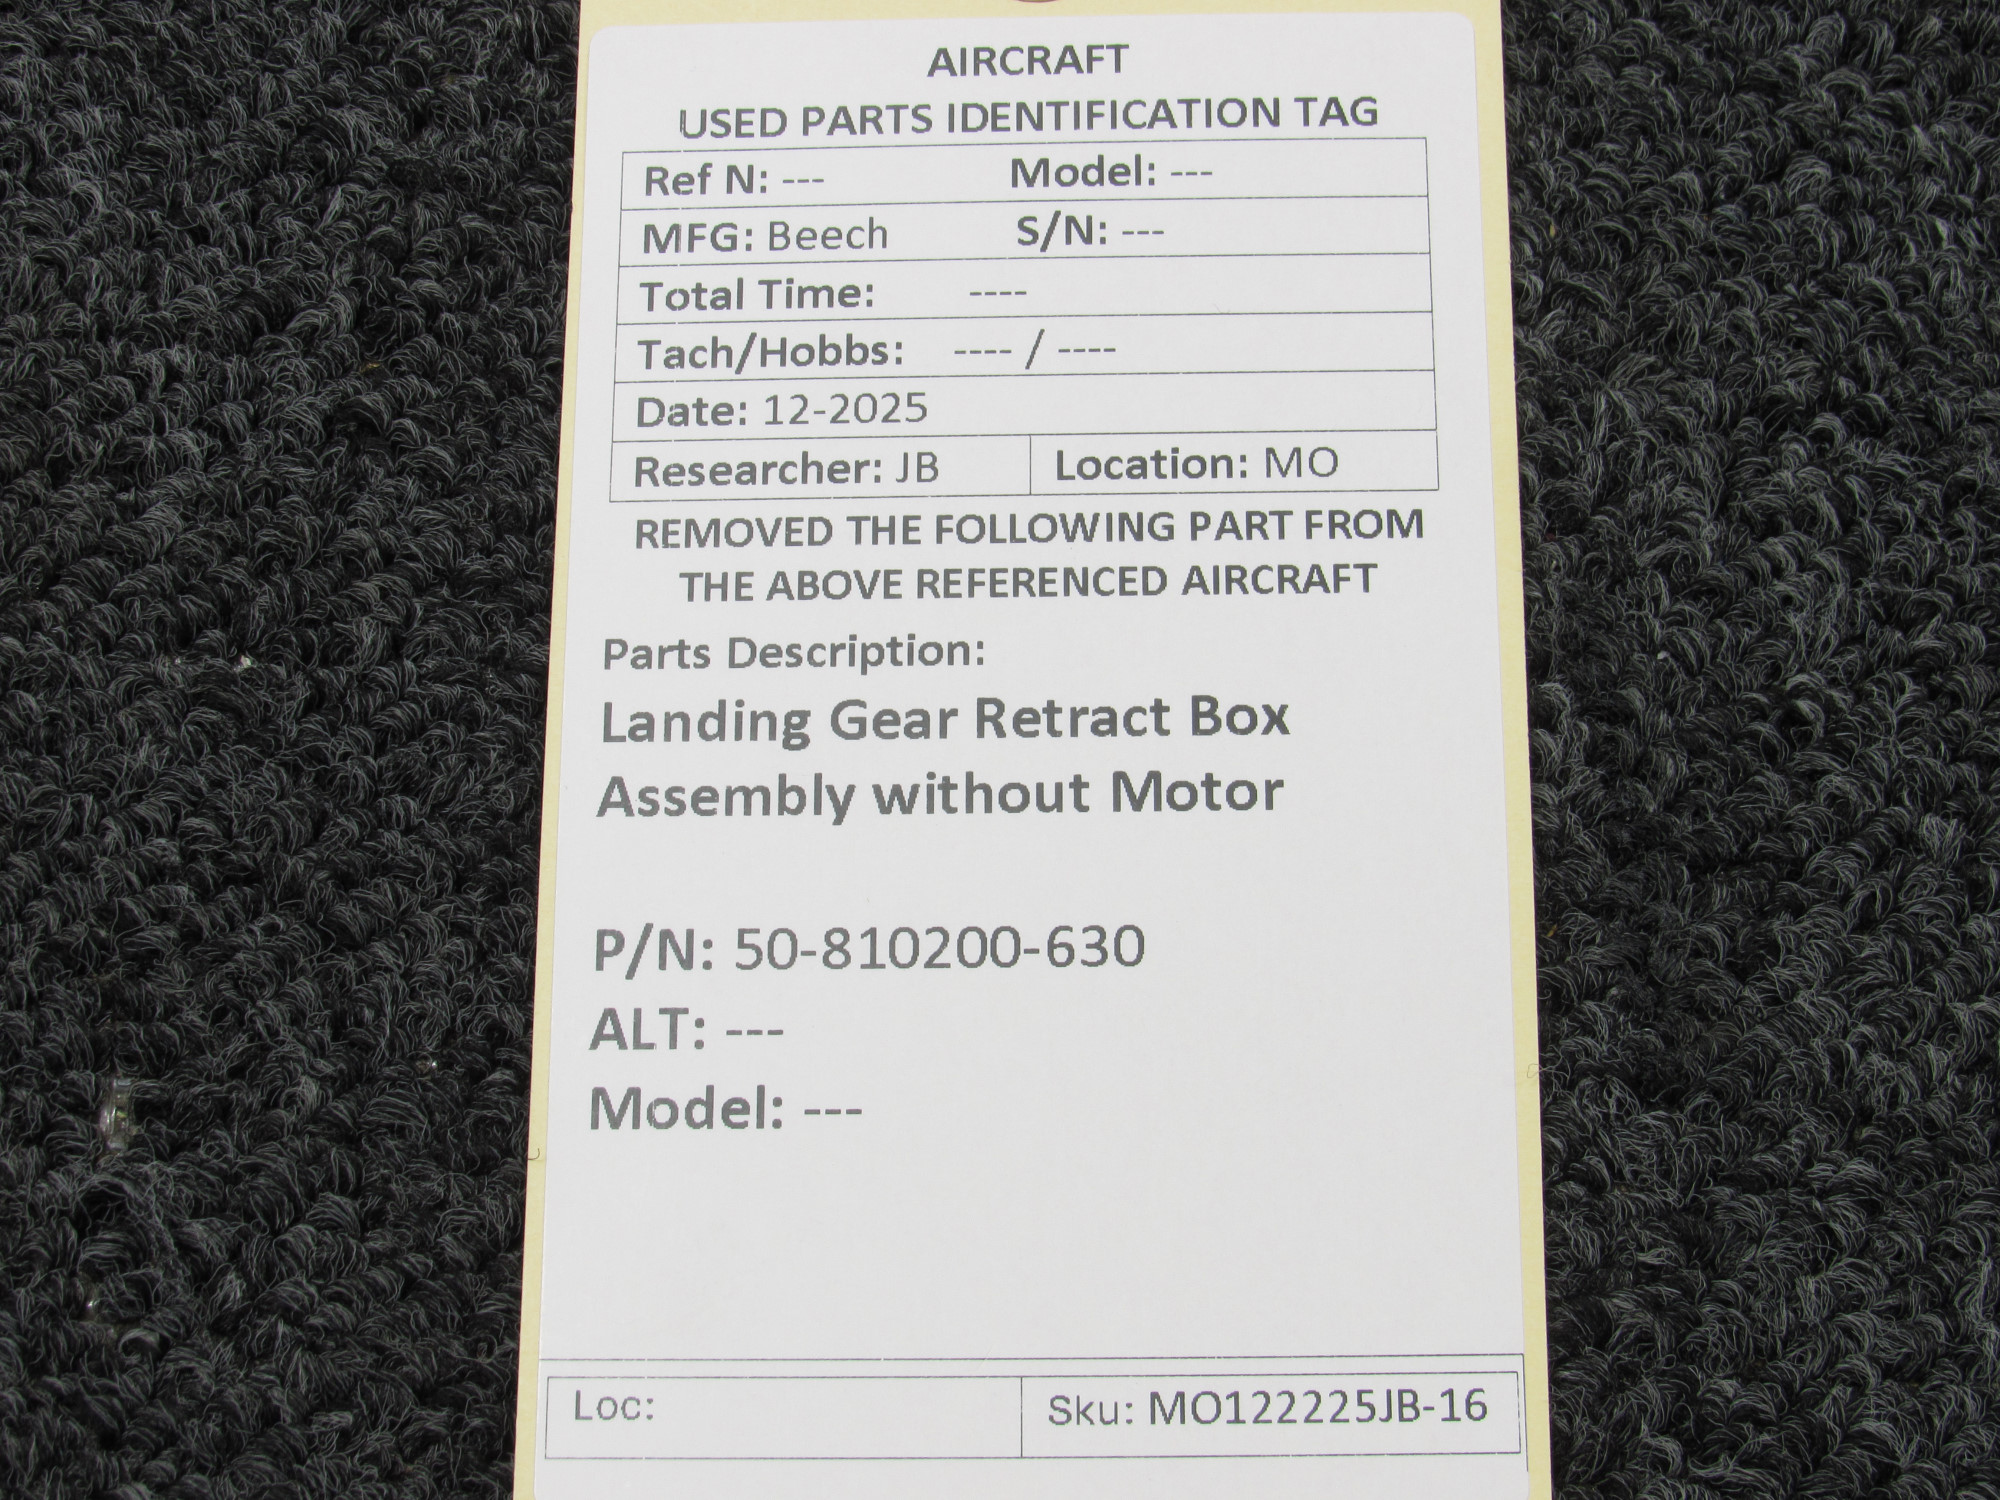 AIRCRAFT
USED PARTS IDENTIFICATION TAG
Ref N: --- Model: ---
MFG: Beech S/N: ---
Total Time: ----
Tach/Hobbs: ---- / ----
Date: 12-2025
Researcher: JB Location: MO
REMOVED THE FOLLOWING PART FROM
THE ABOVE REFERENCED AIRCRAFT
Parts Description:
Landing Gear Retract Box
Assembly without Motor
P/N: 50-810200-630
ALT: ---
Model: ---
Loc: Sku: MO122225JB-16